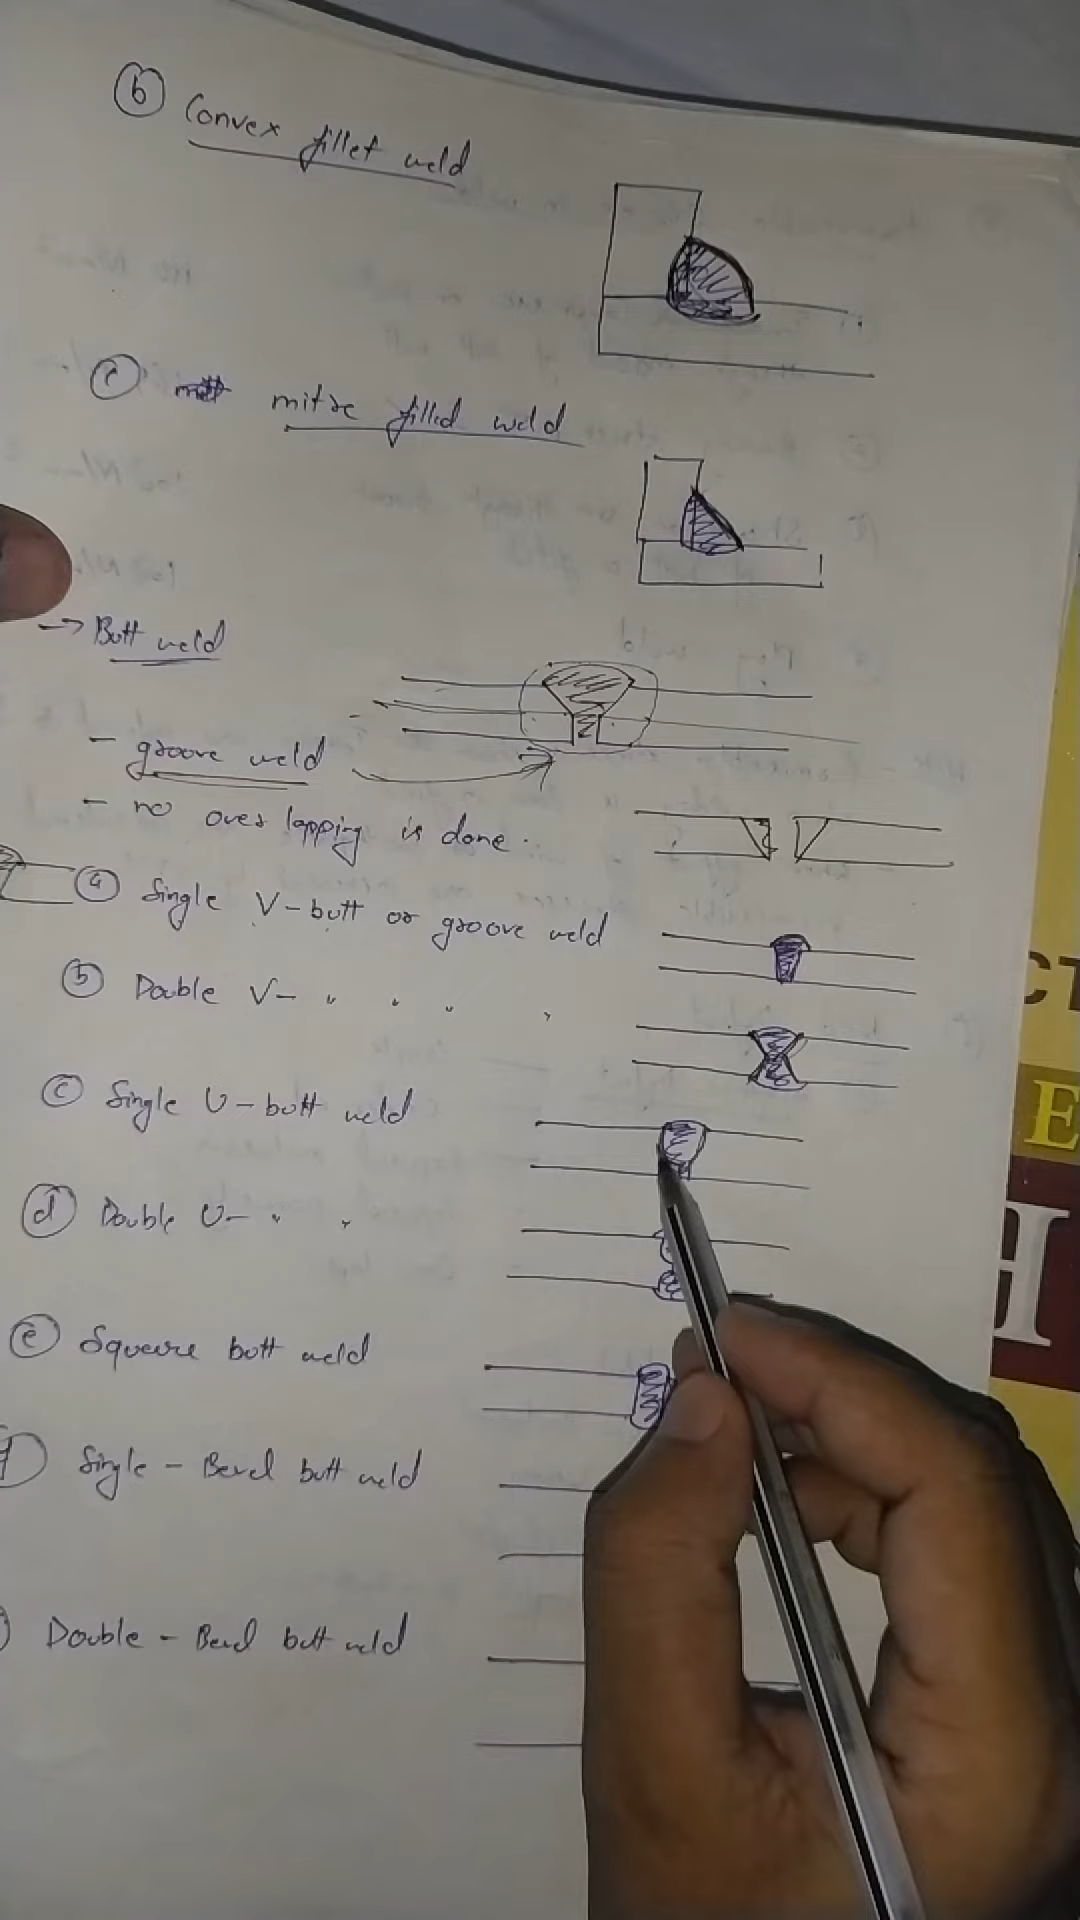 (b) Convex fillet weld
(c) mitre filled weld
→ Butt weld
- groove weld
- no over lapping is done.
(a) Single V-butt or groove weld
(b) Double V- " " " "
(c) Single U-butt weld
(d) Double U- " "
(e) Square butt weld
Single - Bevel butt weld
Double - Bevel butt weld
CT
E
H